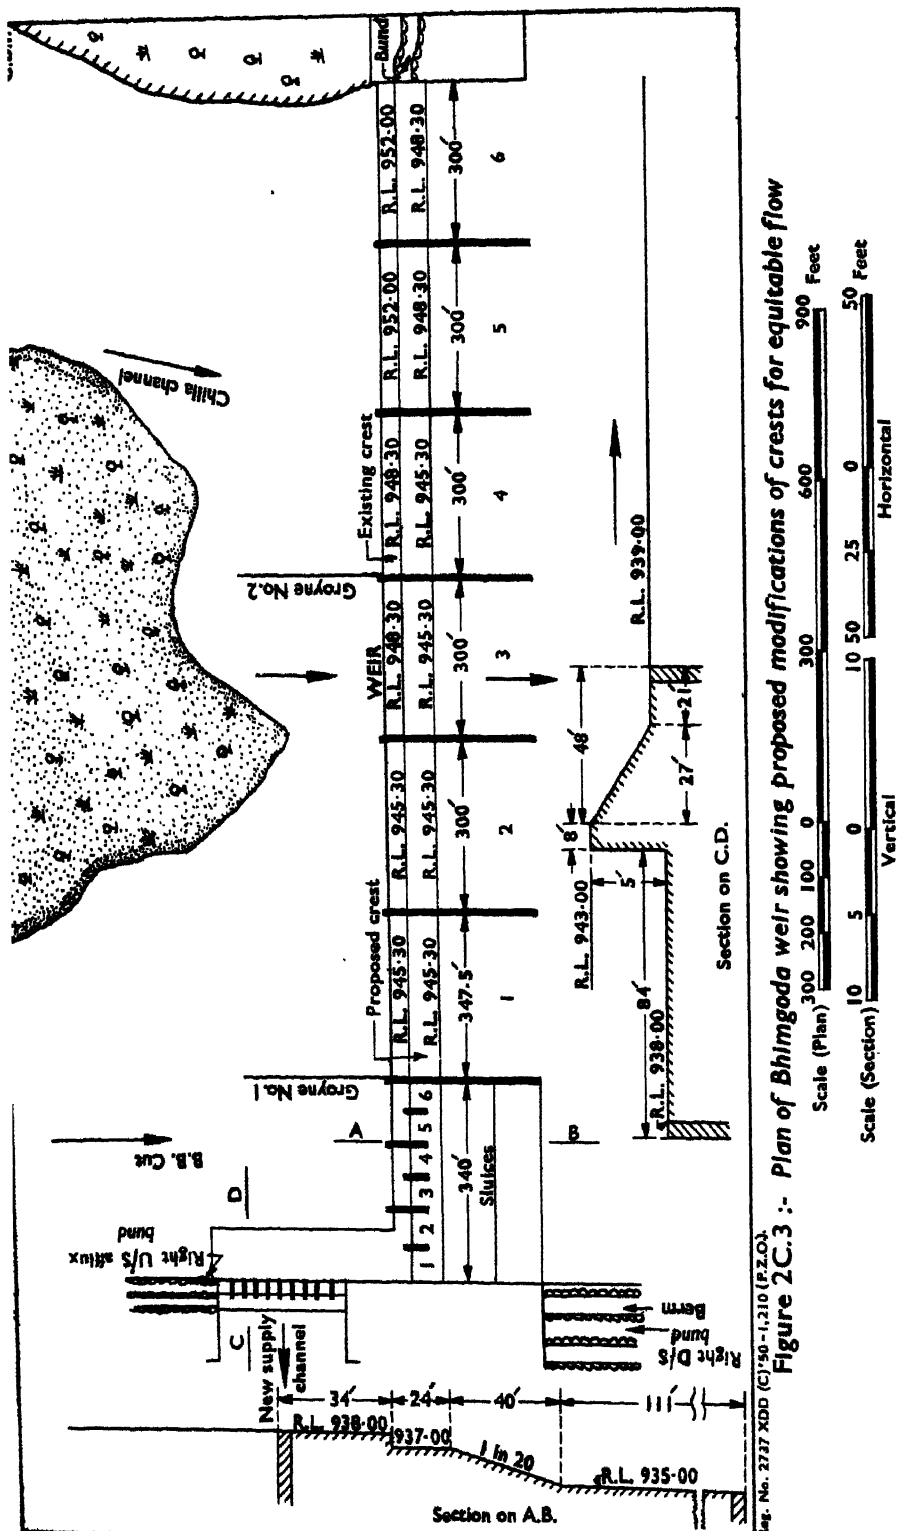 Bund
R.L. 952·00
R.L. 948·30
300′
6
R.L. 952·00
R.L. 948·30
300′
5
Chilla channel
Existing crest
R.L. 948·30
R.L. 945·30
300′
4
Groyne No.2
WEIR
R.L. 948·30
R.L. 945·30
300′
3
R.L. 945·30
R.L. 945·30
300′
2
Proposed crest
R.L. 945·30
R.L. 945·30
347·5′
1
Groyne No.1
B.B. Cut
A
B
1 2 3 4 5 6
340′
Sluices
D
C
Right U/S afflux
bund
New supply
channel
Right D/S
bund
Berm
R.L. 939·00
48′
8′
21′
27′
R.L. 943·00
5′
84′
R.L. 938·00
Section on C.D.
34′
24′
40′
111′
R.L. 938·00
937·00
1 in 20
R.L. 935·00
Section on A.B.
No. 2737 XDD (C)'50–1,210 (P.Z.O.).
Figure 2C.3 :- Plan of Bhimgoda weir showing proposed modifications of crests for equitable flow
Scale (Plan) 300 200 100 0 300 600 900 Feet
Scale (Section) 10 5 0 10 50 25 0 50 Feet
Vertical
Horizontal